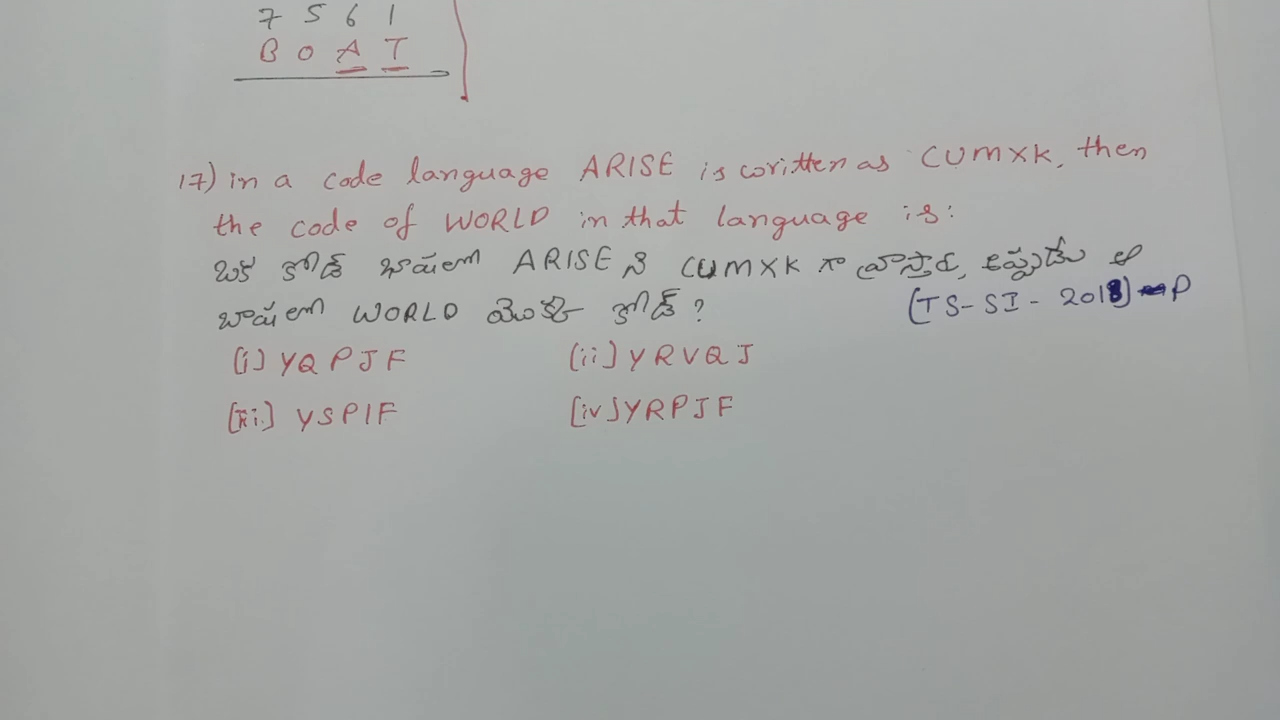 7 5 6 1
B O A T
17) in a code language ARISE is written as CUMXK, then
the code of WORLD in that language is:
ఒక కోడ్ భాషలో ARISE ని CUMXK గా వ్రాస్తారు, అప్పుడు ఆ
భాషలో WORLD యొక్క కోడ్ ?
[TS-SI-2018]-P
(i) YQPJF (ii) YRVQJ
(iii) YSPIF (iv) YRPJF